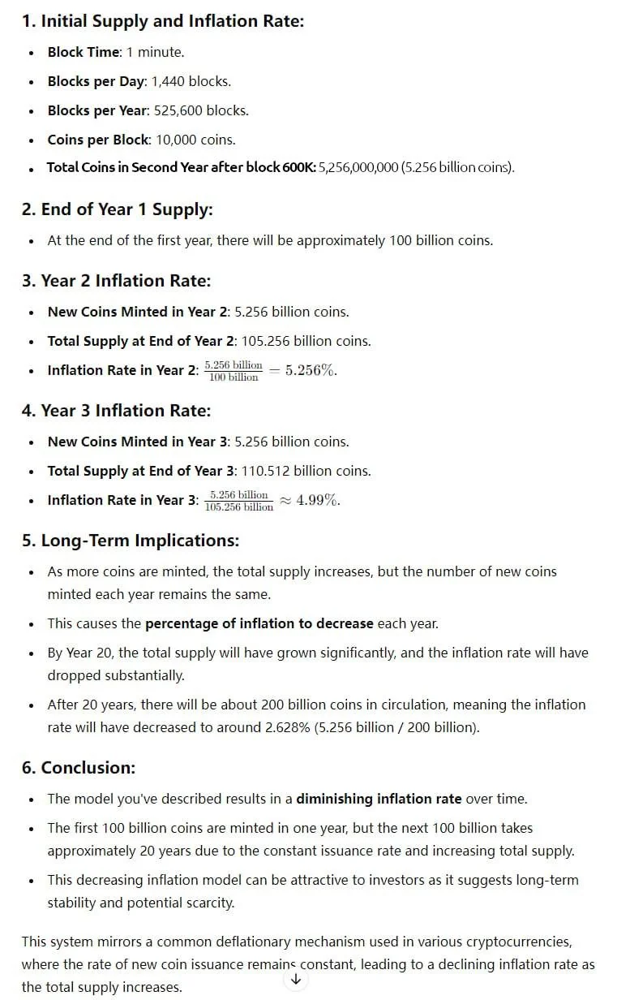 1. Initial Supply and Inflation Rate:
• Block Time: 1 minute.
• Blocks per Day: 1,440 blocks.
• Blocks per Year: 525,600 blocks.
• Coins per Block: 10,000 coins.
• Total Coins in Second Year after block 600K: 5,256,000,000 (5.256 billion coins).
2. End of Year 1 Supply:
• At the end of the first year, there will be approximately 100 billion coins.
3. Year 2 Inflation Rate:
• New Coins Minted in Year 2: 5.256 billion coins.
• Total Supply at End of Year 2: 105.256 billion coins.
• Inflation Rate in Year 2: 5.256 billion / 100 billion = 5.256%.
4. Year 3 Inflation Rate:
• New Coins Minted in Year 3: 5.256 billion coins.
• Total Supply at End of Year 3: 110.512 billion coins.
• Inflation Rate in Year 3: 5.256 billion / 105.256 billion ≈ 4.99%.
5. Long-Term Implications:
• As more coins are minted, the total supply increases, but the number of new coins
minted each year remains the same.
• This causes the percentage of inflation to decrease each year.
• By Year 20, the total supply will have grown significantly, and the inflation rate will have
dropped substantially.
• After 20 years, there will be about 200 billion coins in circulation, meaning the inflation
rate will have decreased to around 2.628% (5.256 billion / 200 billion).
6. Conclusion:
• The model you've described results in a diminishing inflation rate over time.
• The first 100 billion coins are minted in one year, but the next 100 billion takes
approximately 20 years due to the constant issuance rate and increasing total supply.
• This decreasing inflation model can be attractive to investors as it suggests long-term
stability and potential scarcity.
This system mirrors a common deflationary mechanism used in various cryptocurrencies,
where the rate of new coin issuance remains constant, leading to a declining inflation rate as
the total supply increases.